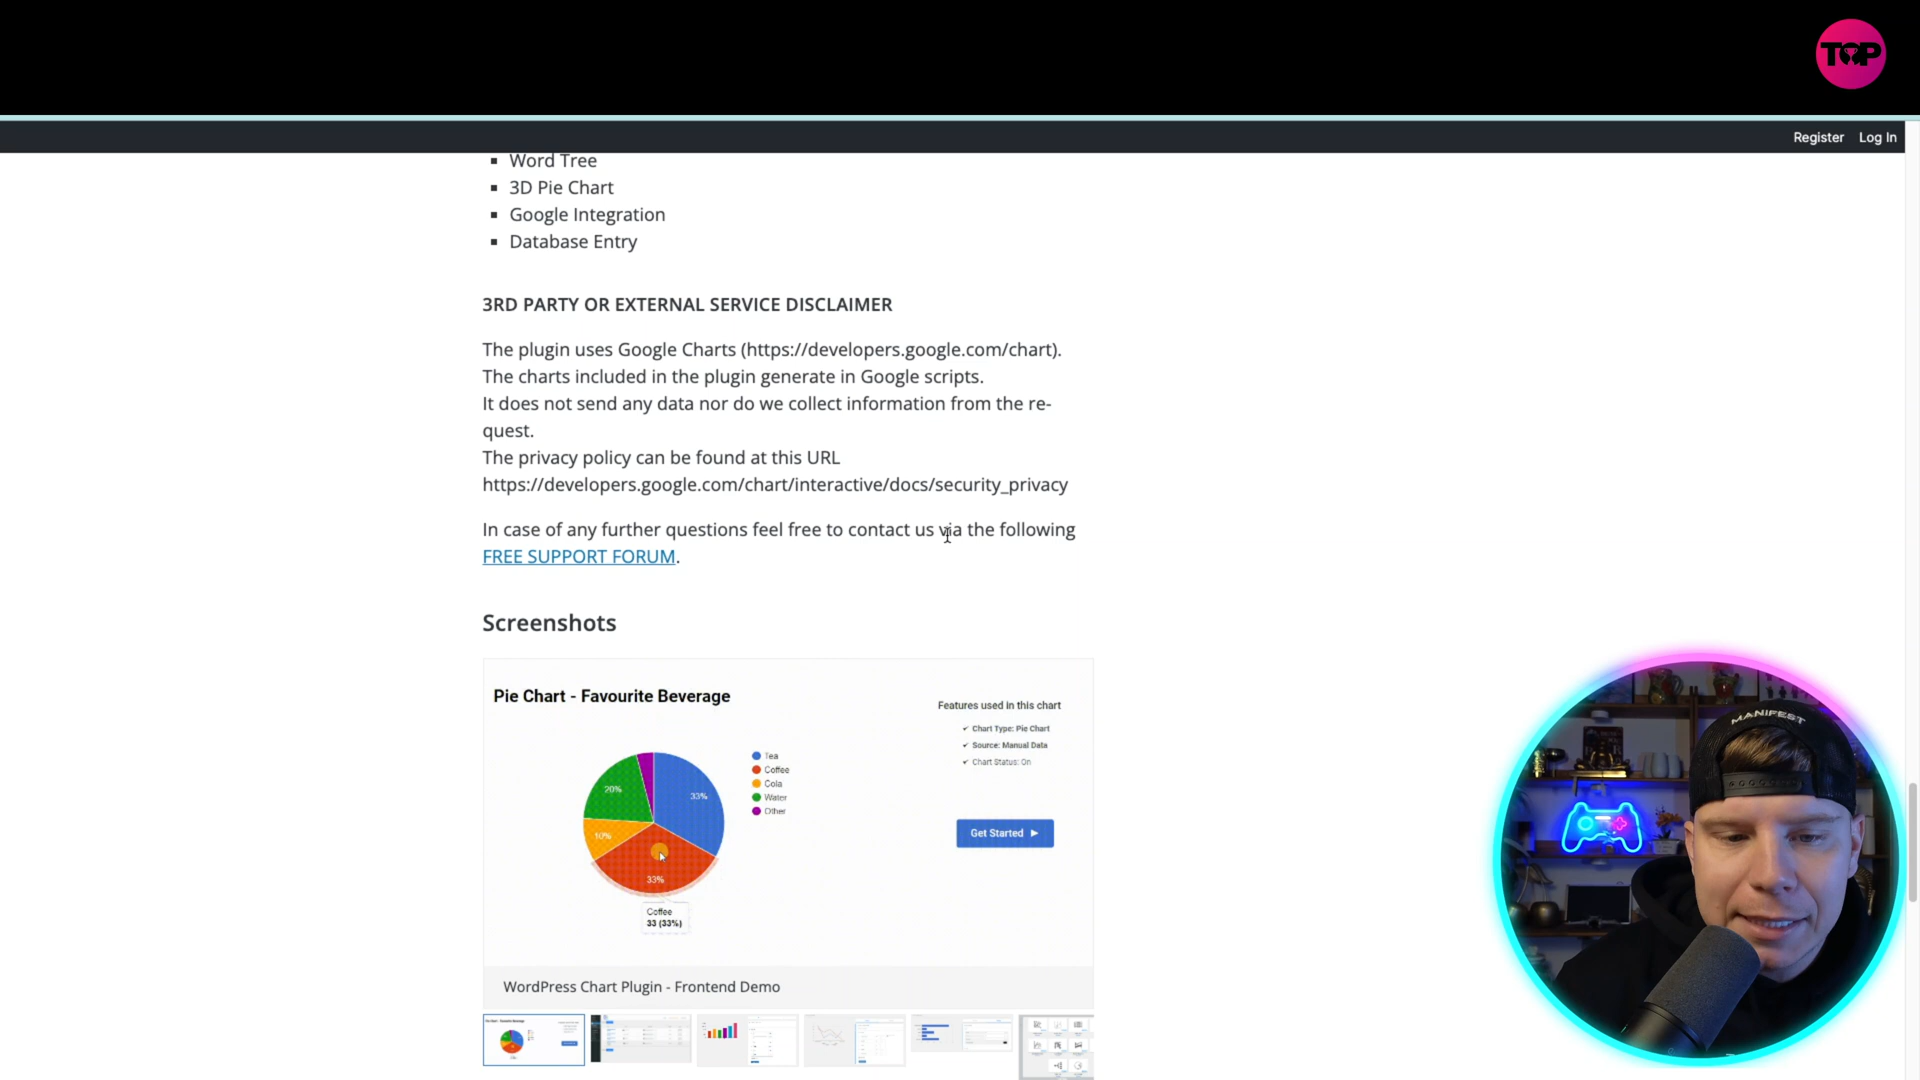 TOP
Register Log In
Word Tree
3D Pie Chart
Google Integration
Database Entry
3RD PARTY OR EXTERNAL SERVICE DISCLAIMER
The plugin uses Google Charts (https://developers.google.com/chart).
The charts included in the plugin generate in Google scripts.
It does not send any data nor do we collect information from the re-
quest.
The privacy policy can be found at this URL
https://developers.google.com/chart/interactive/docs/security_privacy
In case of any further questions feel free to contact us via the following
FREE SUPPORT FORUM.
Screenshots
Pie Chart - Favourite Beverage
Features used in this chart
✓ Chart Type: Pie Chart
✓ Source: Manual Data
✓ Chart Status: On
Tea
Coffee
Cola
Water
Other
20%
33%
10%
33%
Get Started
Coffee
33 (33%)
WordPress Chart Plugin - Frontend Demo
MANIFEST